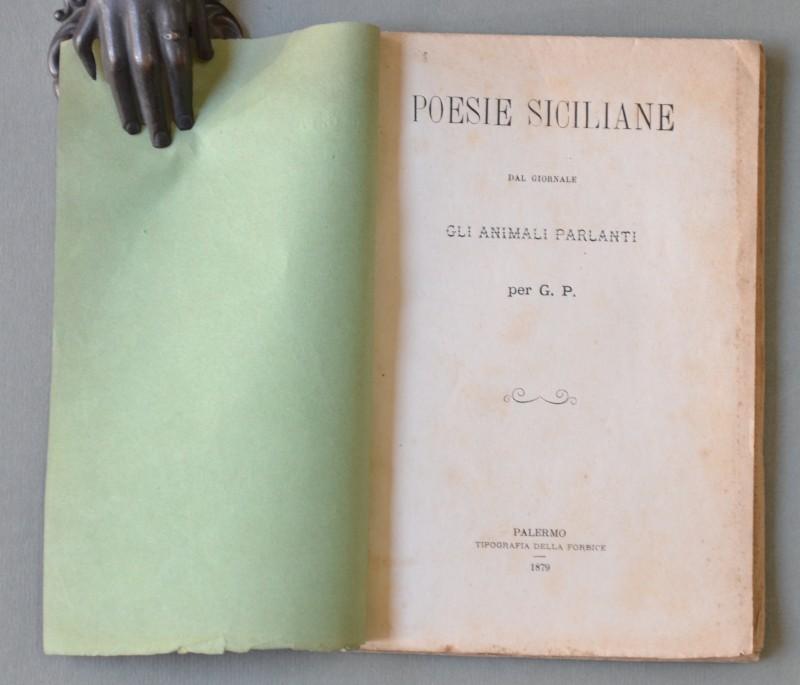 POESIE SICILIANE
DAL GIORNALE
GLI ANIMALI PARLANTI
per G. P.
PALERMO
TIPOGRAFIA DELLA FORBICE
1879